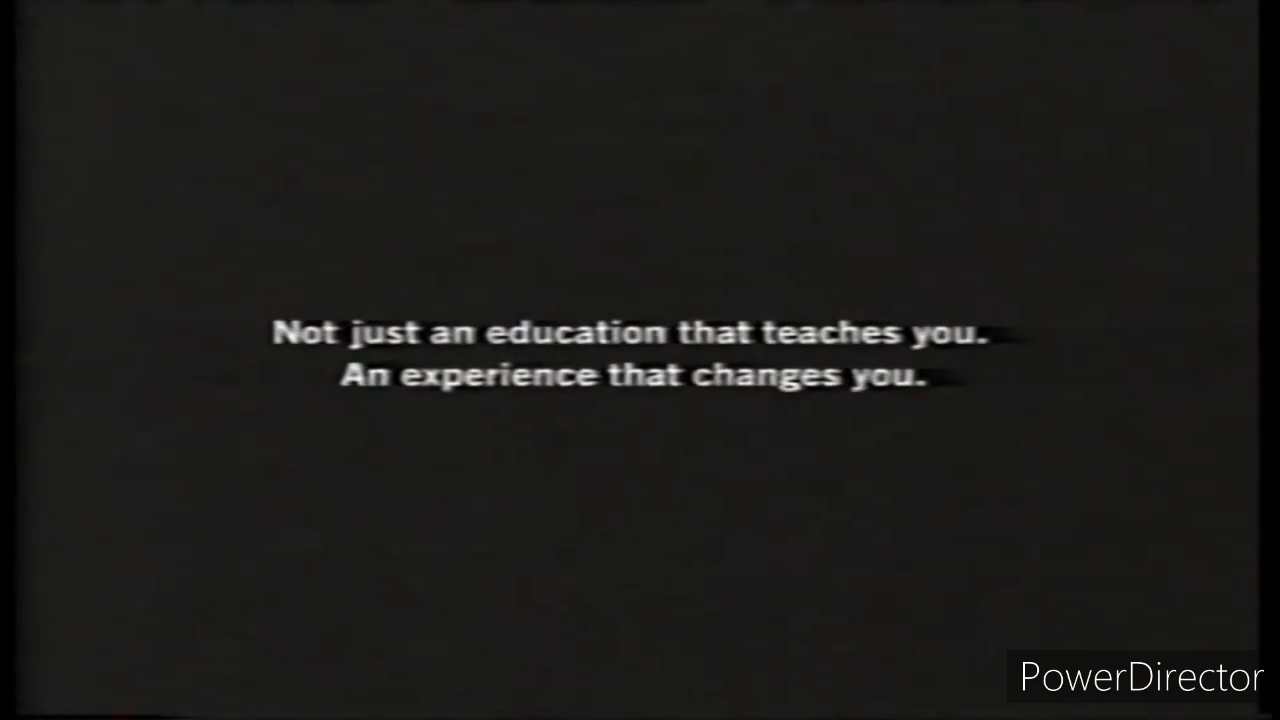 Not just an education that teaches you.
An experience that changes you.
PowerDirector